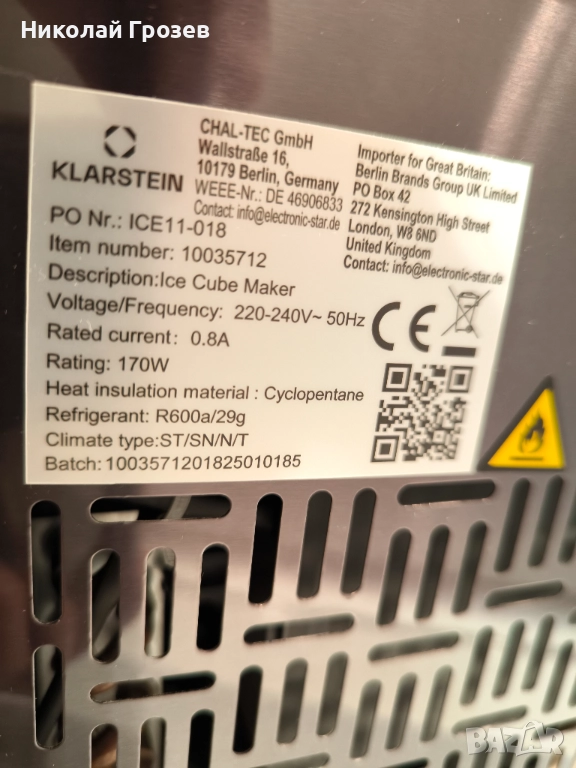 Николай Грозев
KLARSTEIN
CHAL-TEC GmbH
Wallstraße 16,
10179 Berlin, Germany
WEEE-Nr.: DE 46906833
Contact: info@electronic-star.de
Importer for Great Britain:
Berlin Brands Group UK Limited
PO Box 42
272 Kensington High Street
London, W8 6ND
United Kingdom
Contact: info@electronic-star.de
PO Nr.: ICE11-018
Item number: 10035712
Description:Ice Cube Maker
Voltage/Frequency: 220-240V~ 50Hz
Rated current: 0.8A
Rating: 170W
Heat insulation material : Cyclopentane
Refrigerant: R600a/29g
Climate type:ST/SN/N/T
Batch: 1003571201825010185
CE
BAZAR